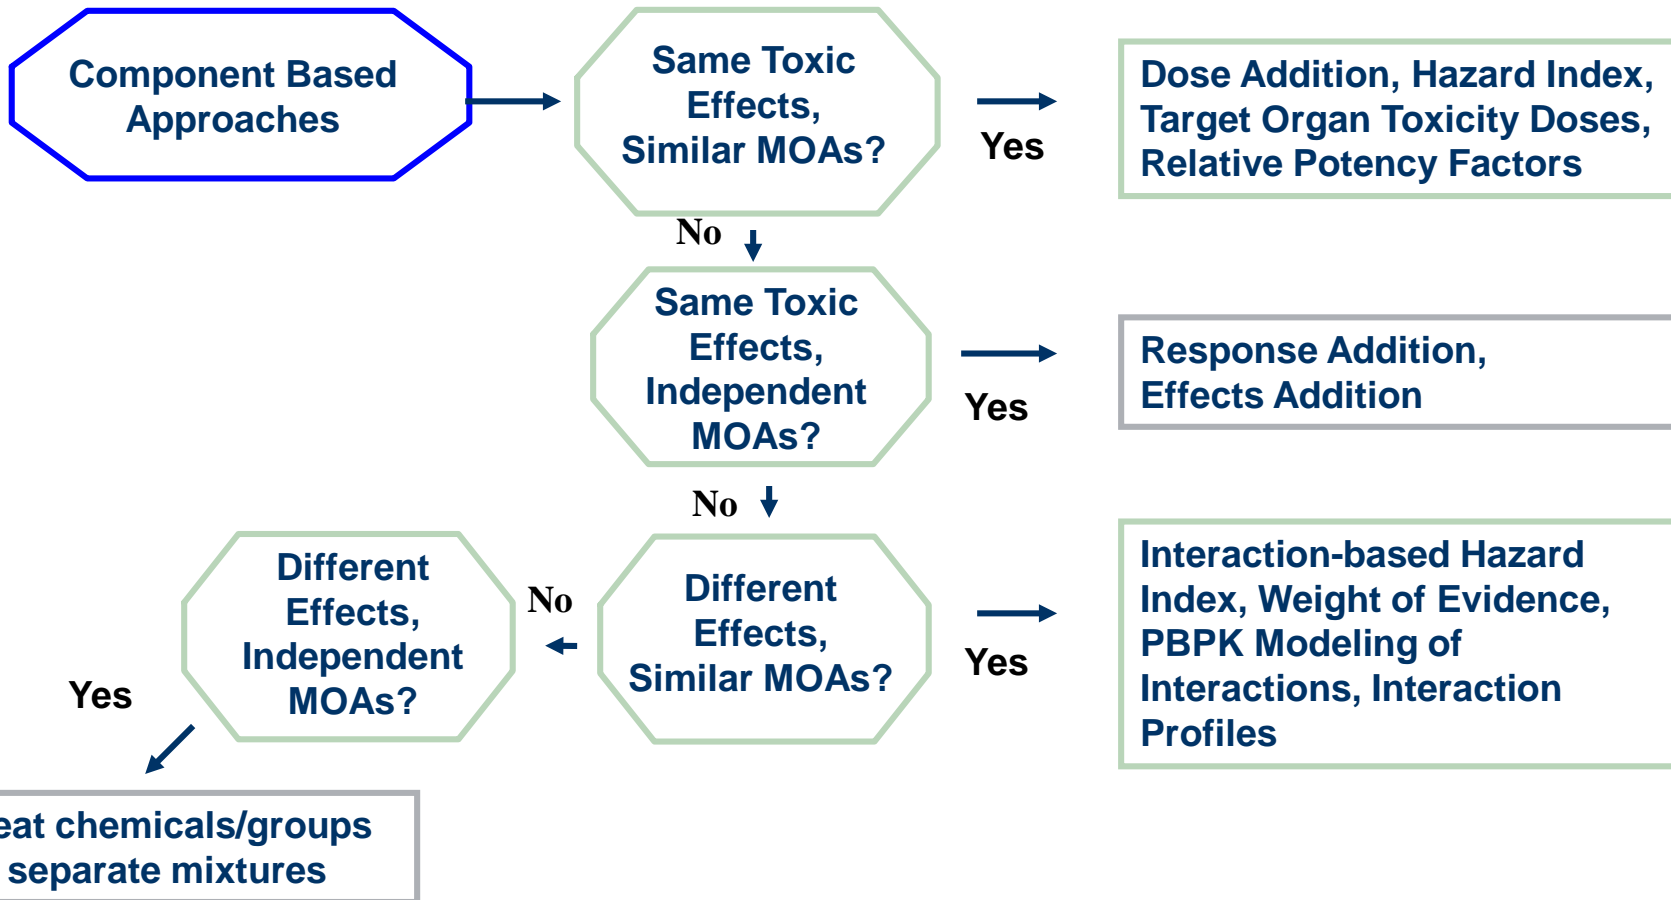 Component Based
Approaches
Same Toxic
Effects,
Similar MOAs?
Yes
Dose Addition, Hazard Index,
Target Organ Toxicity Doses,
Relative Potency Factors
No
Same Toxic
Effects,
Independent
MOAs?
Yes
Response Addition,
Effects Addition
No
Different
Effects,
Similar MOAs?
Yes
Interaction-based Hazard
Index, Weight of Evidence,
PBPK Modeling of
Interactions, Interaction
Profiles
No
Different
Effects,
Independent
MOAs?
Yes
chemicals/groups
separate mixtures